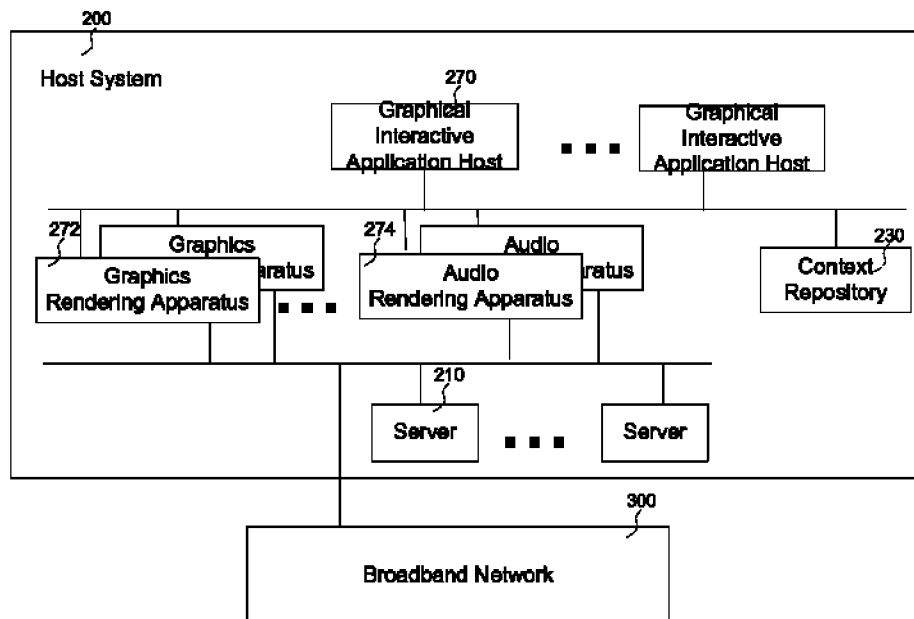 200
Host System
270
Graphical
Interactive
Application Host
Graphical
Interactive
Application Host
272
Graphics
Graphics
Rendering Apparatus
274
Audio
Audio
Rendering Apparatus
230
Context
Repository
210
Server
Server
300
Broadband Network